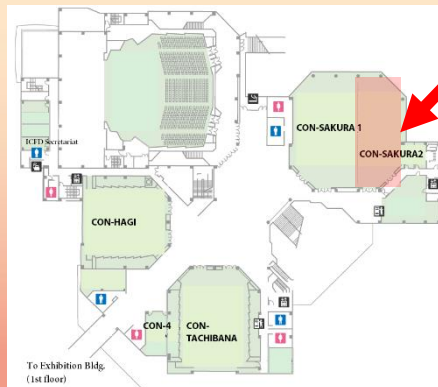 CON-SAKURA 1
CON-SAKURA2
ICFD Secretariat
CON-HAGI
CON-4
CON-
TACHIBANA
To Exhibition Bldg.
(1st floor)